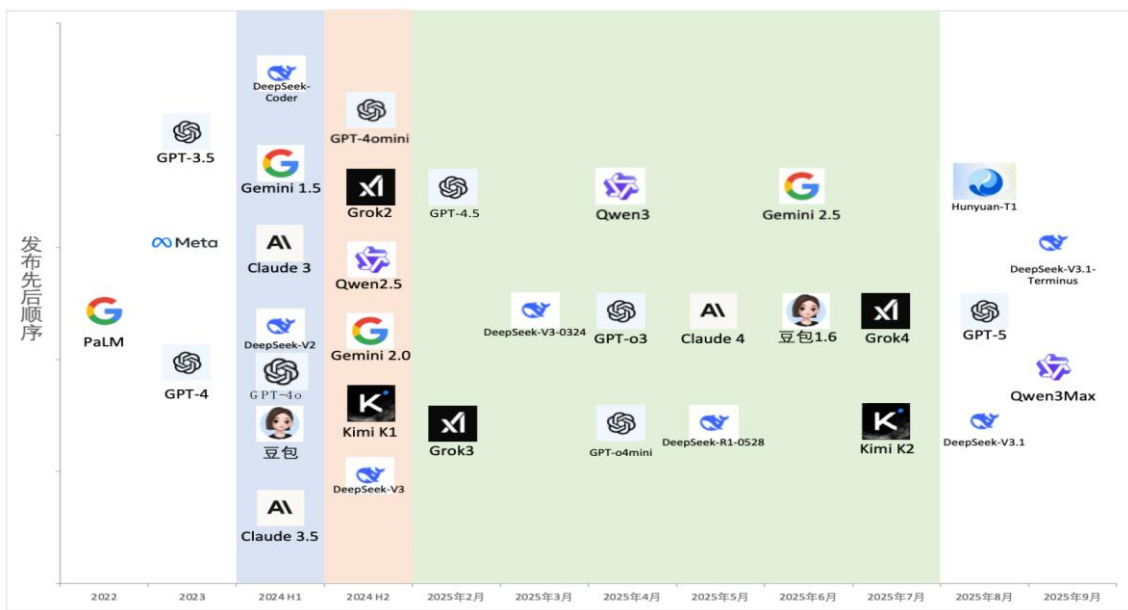 发布先后顺序
PaLM
GPT-3.5
Meta
GPT-4
DeepSeek-
Coder
Gemini 1.5
Claude 3
DeepSeek-V2
GPT-4o
豆包
Claude 3.5
GPT-4omini
Grok2
Qwen2.5
Gemini 2.0
Kimi K1
DeepSeek-V3
GPT-4.5
Grok3
DeepSeek-V3-0324
Qwen3
GPT-o3
GPT-o4mini
Claude 4
DeepSeek-R1-0528
Gemini 2.5
豆包1.6
Grok4
Kimi K2
Hunyuan-T1
GPT-5
DeepSeek-V3.1
DeepSeek-V3.1-
Terminus
Qwen3Max
2022
2023
2024 H1
2024 H2
2025年2月
2025年3月
2025年4月
2025年5月
2025年6月
2025年7月
2025年8月
2025年9月